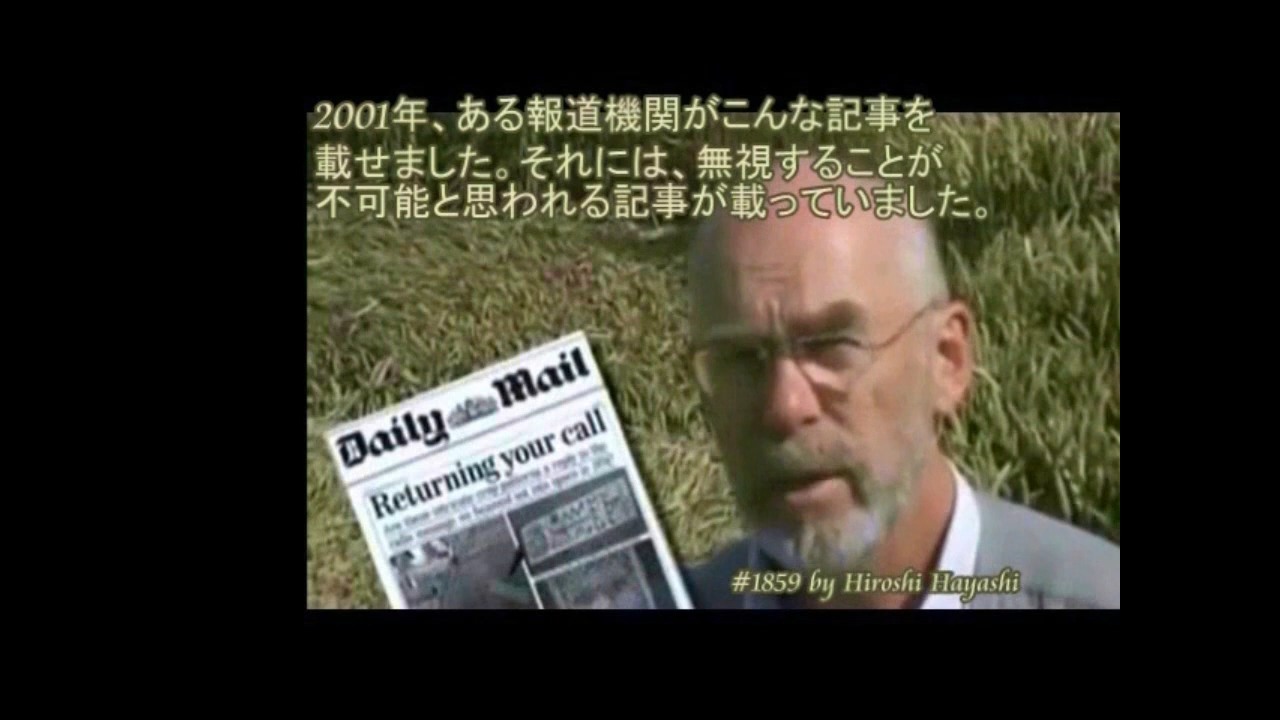 2001年、ある報道機関がこんな記事を
載せました。それには、無視することが
不可能と思われる記事が載っていました。
Daily Mail
Returning your call
#1859 by Hiroshi Hayashi